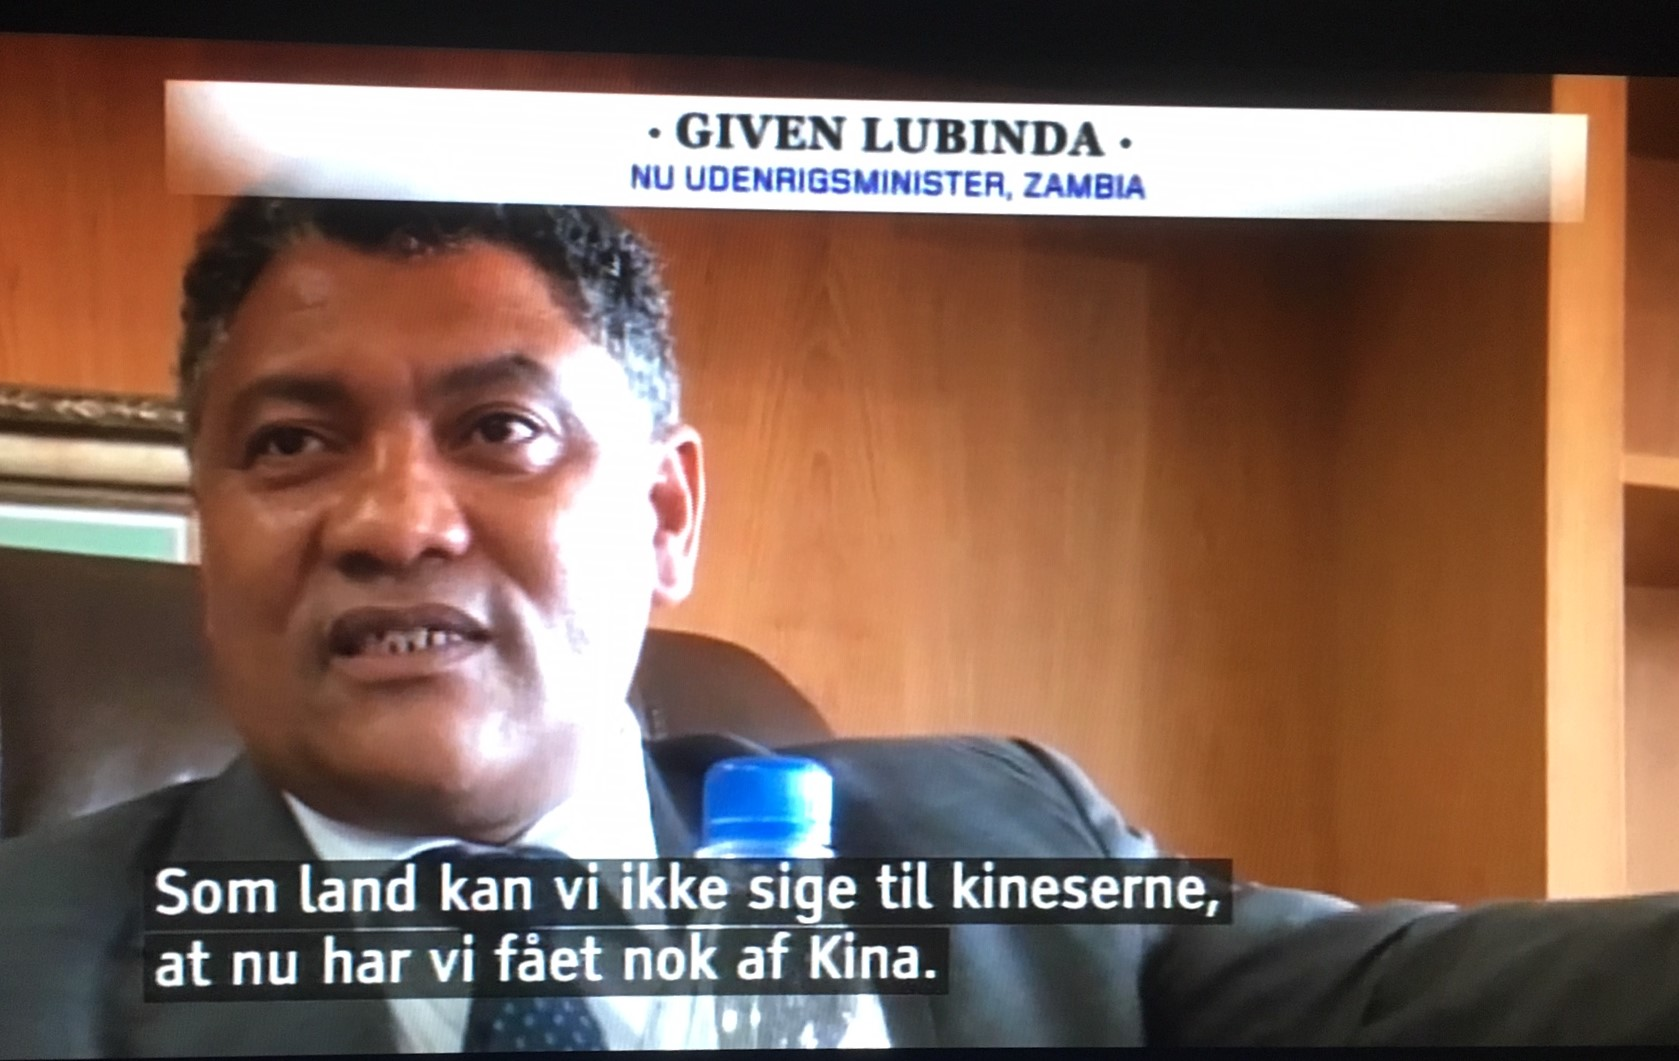 · GIVEN LUBINDA ·
NU UDENRIGSMINISTER, ZAMBIA
Som land kan vi ikke sige til kineserne,
at nu har vi fået nok af Kina.